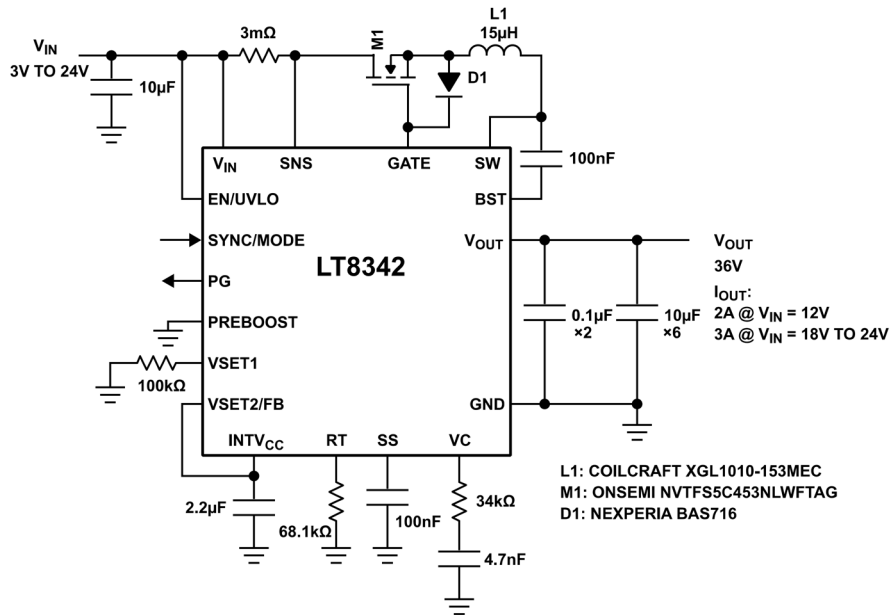 L1
15µH
3mΩ
M1
VIN
3V TO 24V
10µF
D1
VIN
SNS
GATE
SW
100nF
EN/UVLO
BST
SYNC/MODE
VOUT
VOUT
LT8342
36V
PG
IOUT:
0.1µF
×2
10µF
×6
2A @ VIN = 12V
3A @ VIN = 18V TO 24V
PREBOOST
VSET1
100kΩ
VSET2/FB
GND
INTVCC
RT
SS
VC
L1: COILCRAFT XGL1010-153MEC
M1: ONSEMI NVTFS5C453NLWFTAG
D1: NEXPERIA BAS716
2.2µF
68.1kΩ
100nF
34kΩ
4.7nF